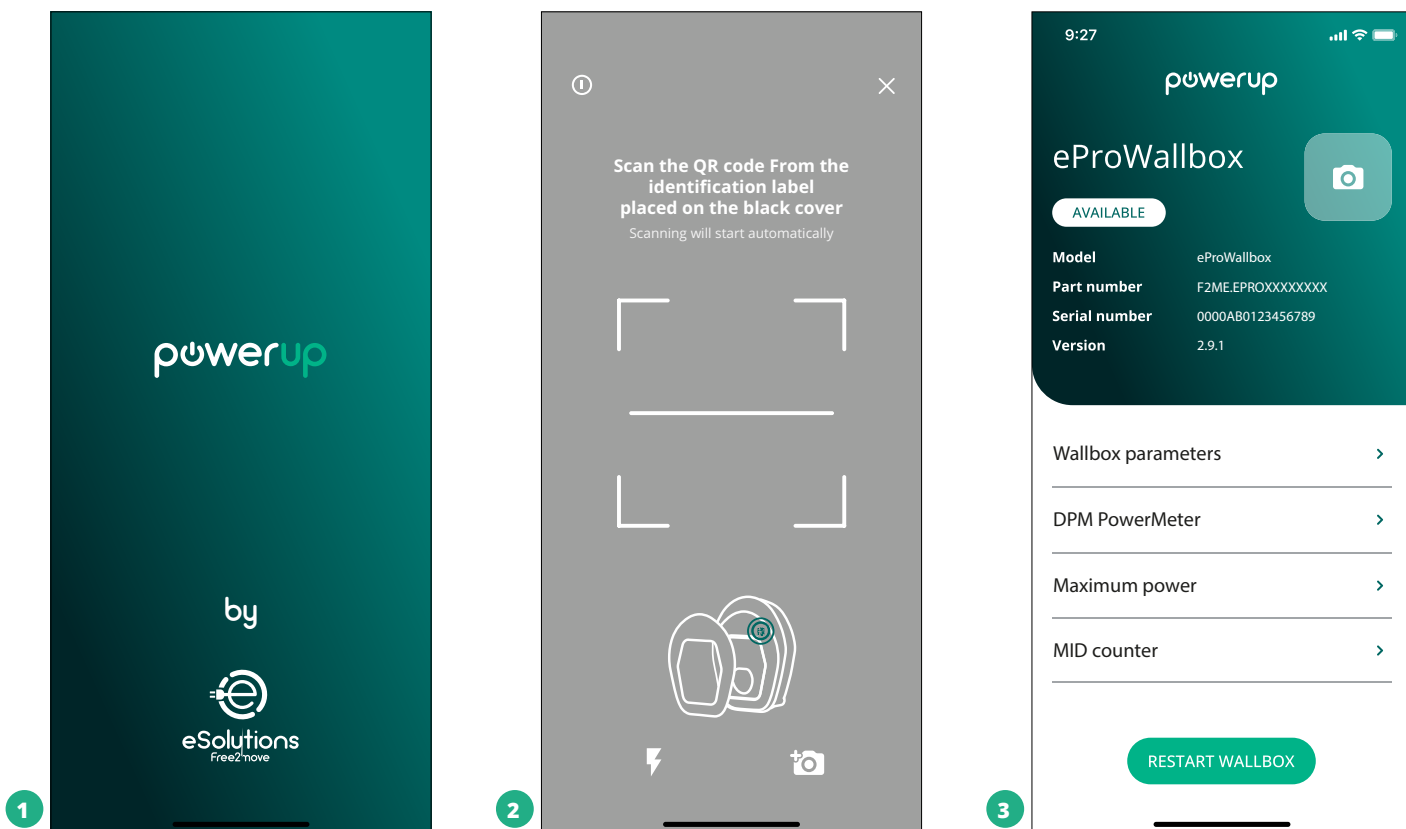 powerup
by
eSolutions
Free2move
1
Scan the QR code From the
identification label
placed on the black cover
Scanning will start automatically
2
9:27
powerup
eProWallbox
AVAILABLE
Model eProWallbox
Part number F2ME.EPROXXXXXXXX
Serial number 0000AB0123456789
Version 2.9.1
Wallbox parameters
DPM PowerMeter
Maximum power
MID counter
RESTART WALLBOX
3